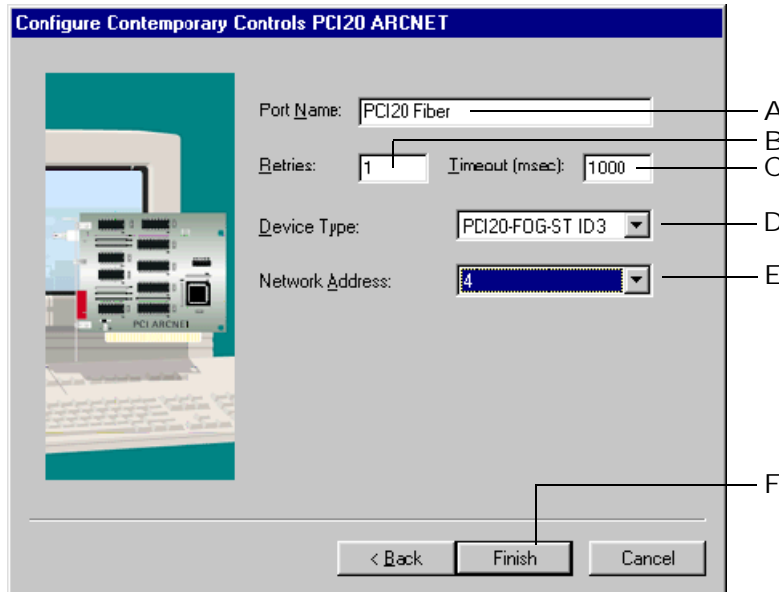 Configure Contemporary Controls PCI20 ARCNET
Port Name: PCI20 Fiber A
B
Retries: 1 Timeout (msec): 1000 C
Device Type: PCI20-FOG-ST ID3 D
Network Address: 4 E
PCI ARCNET
F
< Back Finish Cancel